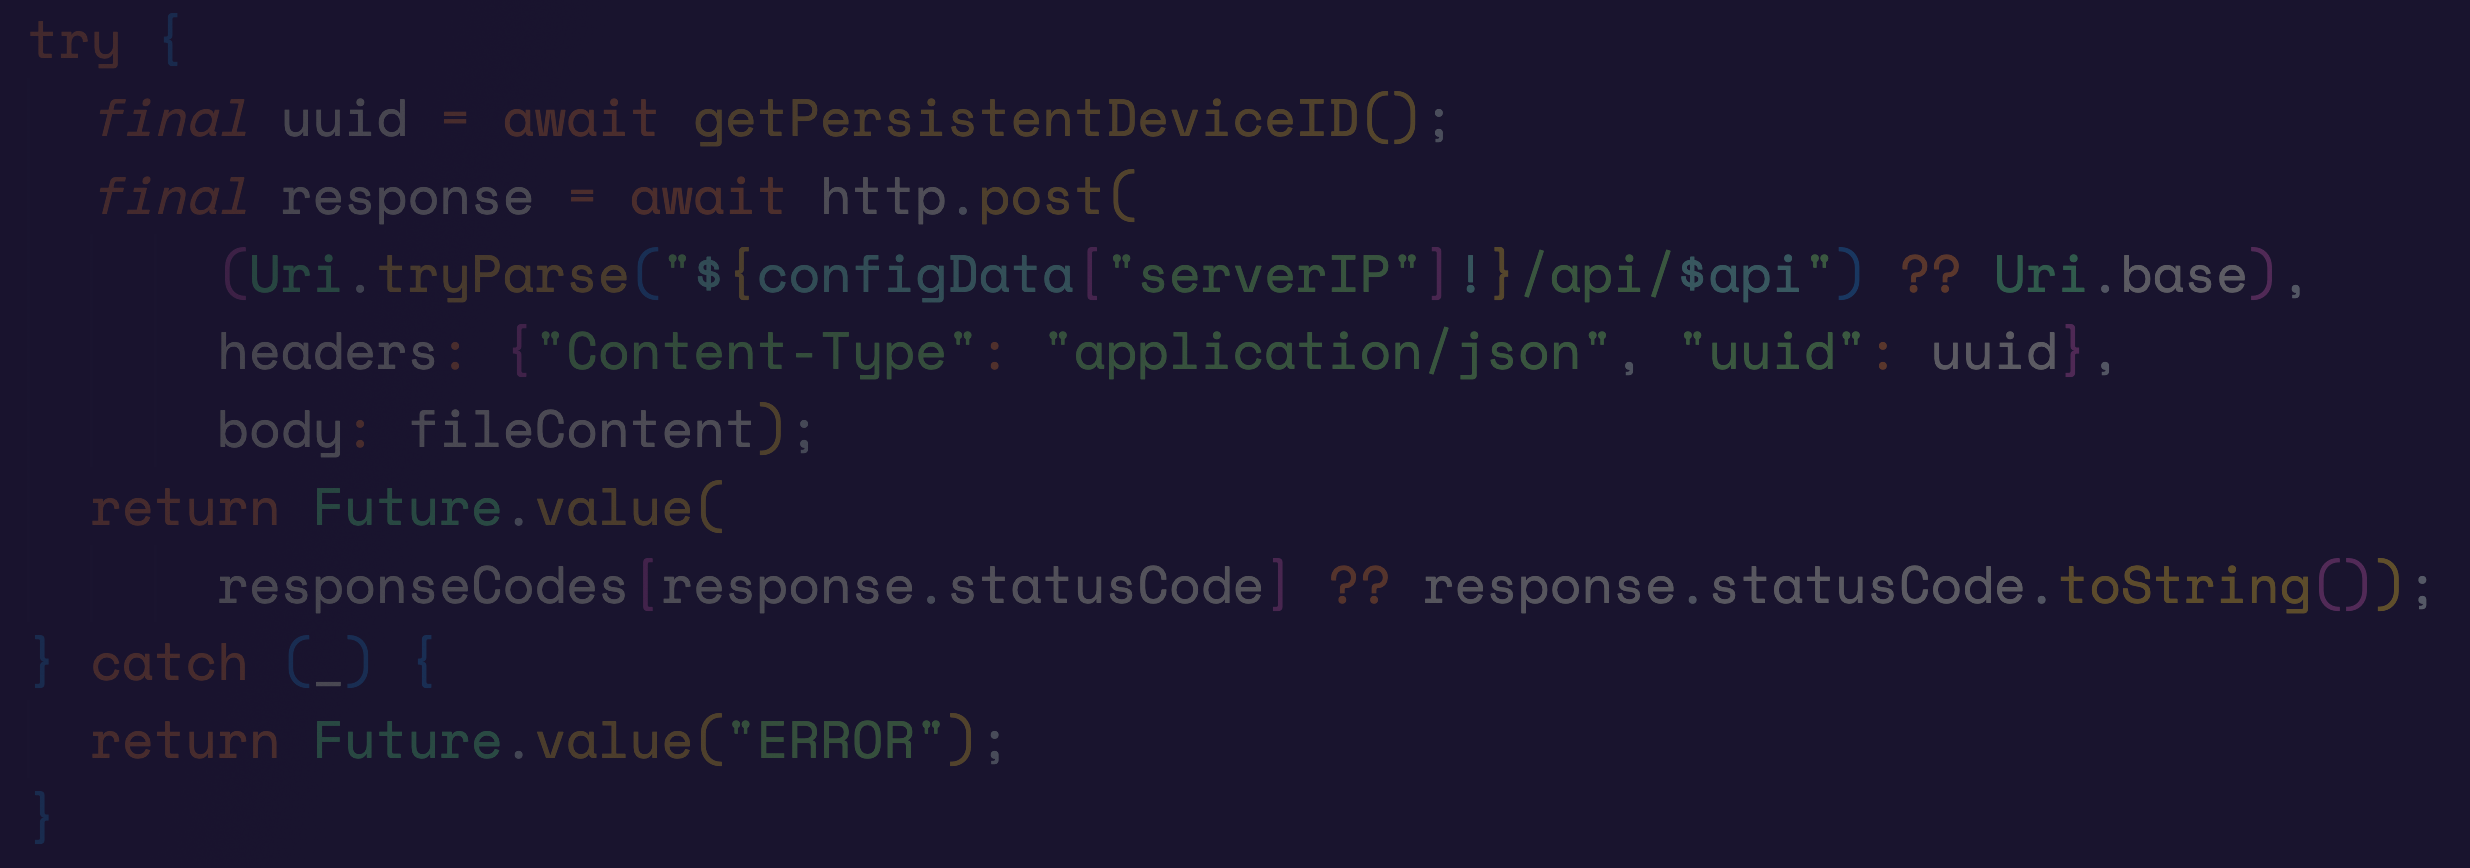 try {
final uuid = await getPersistentDeviceID();
final response = await http.post(
(Uri.tryParse("${configData["serverIP"]!}/api/$api") ?? Uri.base),
headers: {"Content-Type": "application/json", "uuid": uuid},
body: fileContent);
return Future.value(
responseCodes[response.statusCode] ?? response.statusCode.toString());
} catch (_) {
return Future.value("ERROR");
}